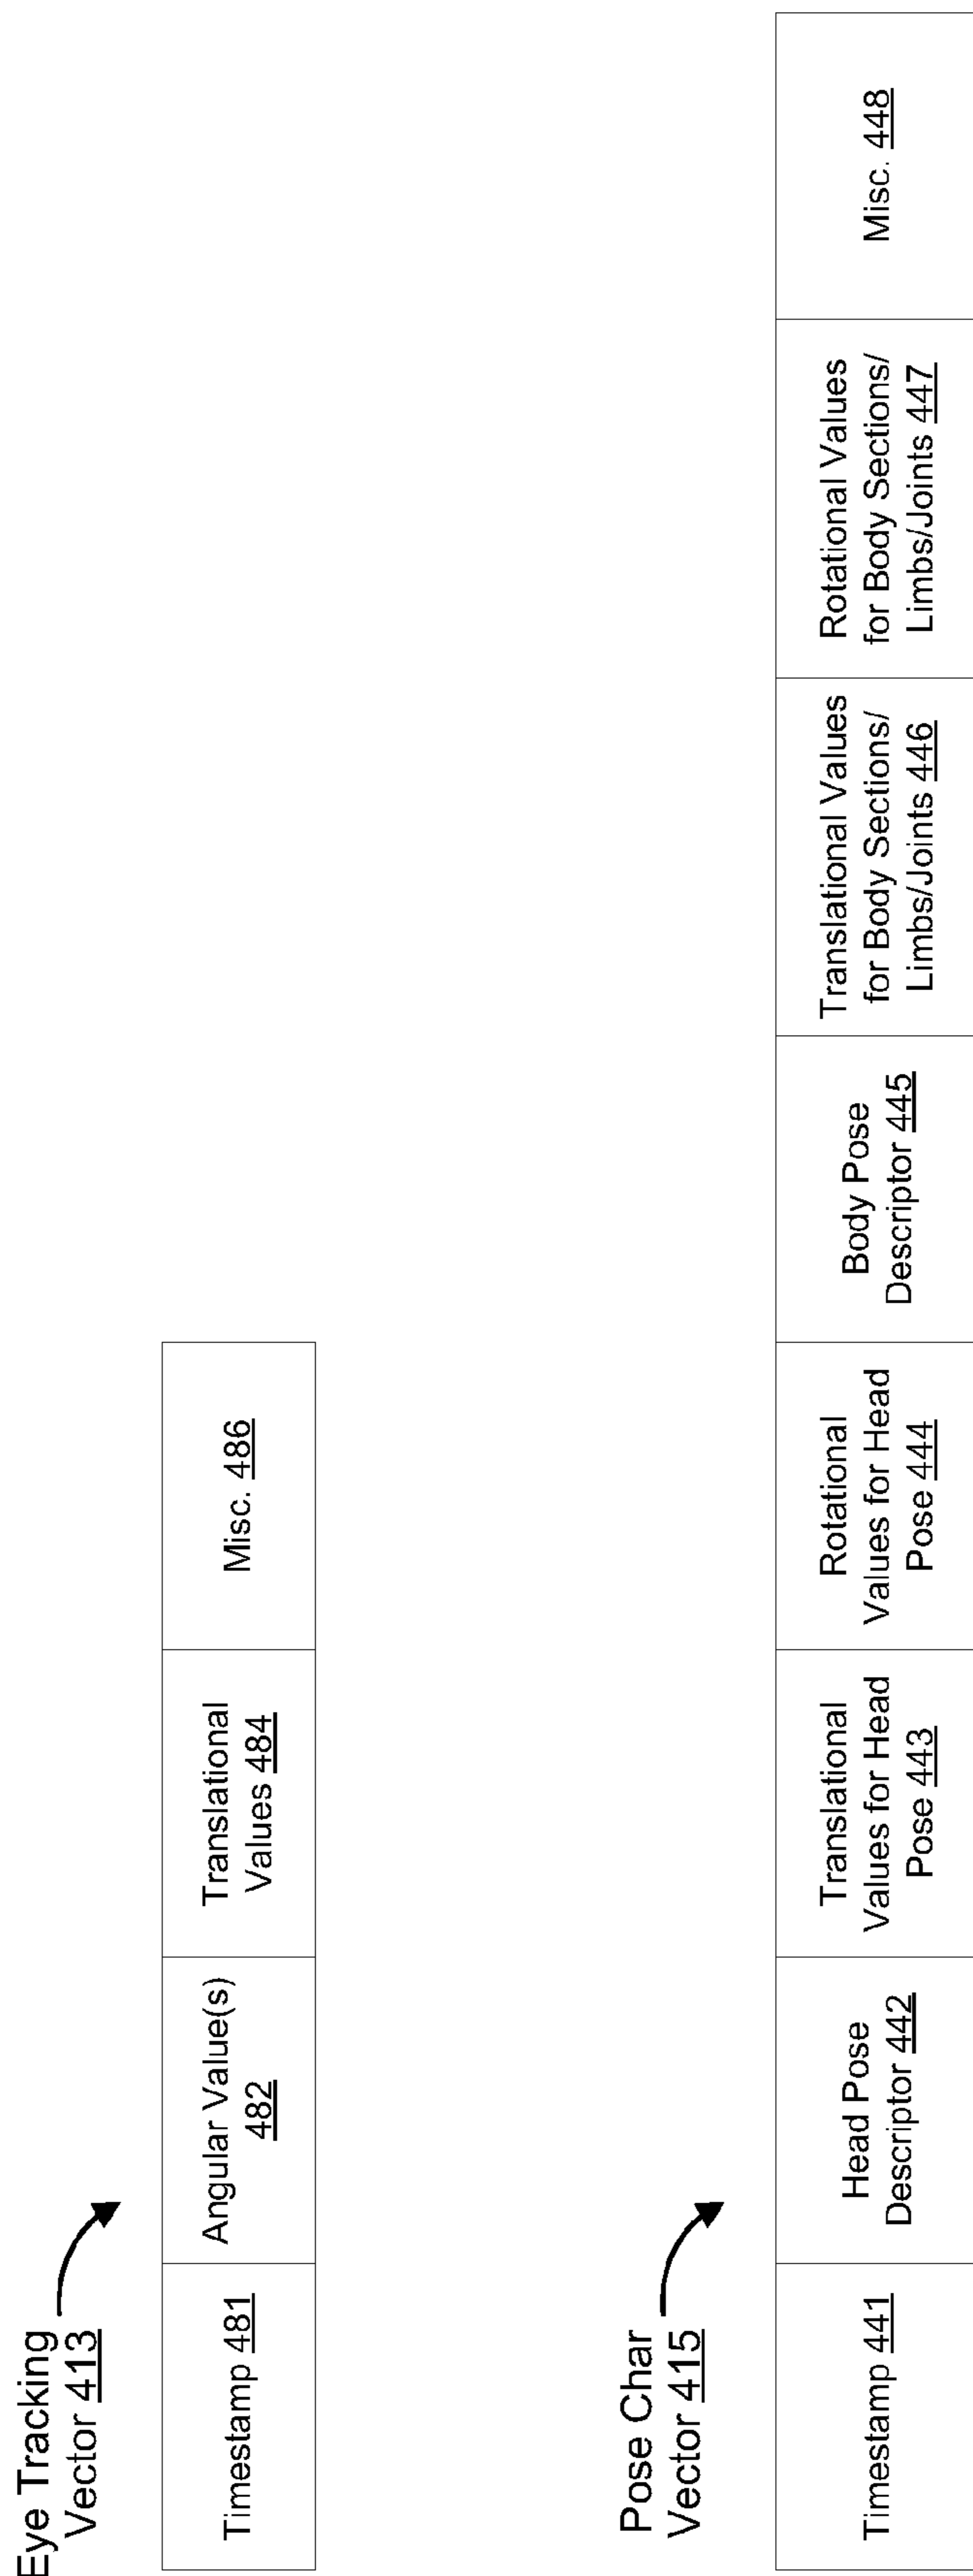 Eye Tracking
Vector 413
Timestamp 481
Angular Value(s)
482
Translational
Values 484
Misc. 486
Pose Char
Vector 415
Timestamp 441
Head Pose
Descriptor 442
Translational
Values for Head
Pose 443
Rotational
Values for Head
Pose 444
Body Pose
Descriptor 445
Translational Values
for Body Sections/
Limbs/Joints 446
Rotational Values
for Body Sections/
Limbs/Joints 447
Misc. 448